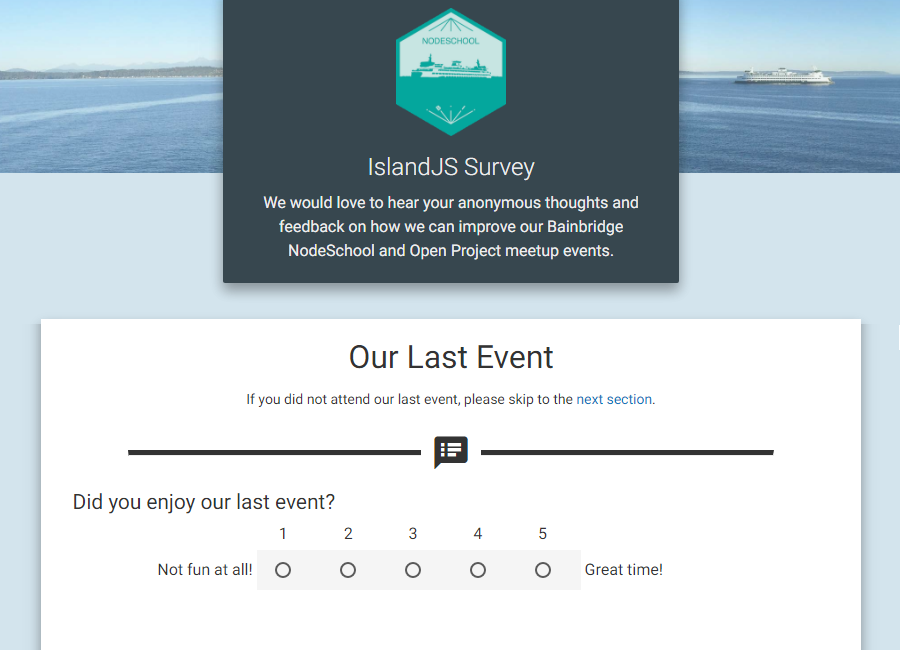 NODESCHOOL
IslandJS Survey
We would love to hear your anonymous thoughts and
feedback on how we can improve our Bainbridge
NodeSchool and Open Project meetup events.
Our Last Event
If you did not attend our last event, please skip to the next section.
Did you enjoy our last event?
1 2 3 4 5
Not fun at all! Great time!